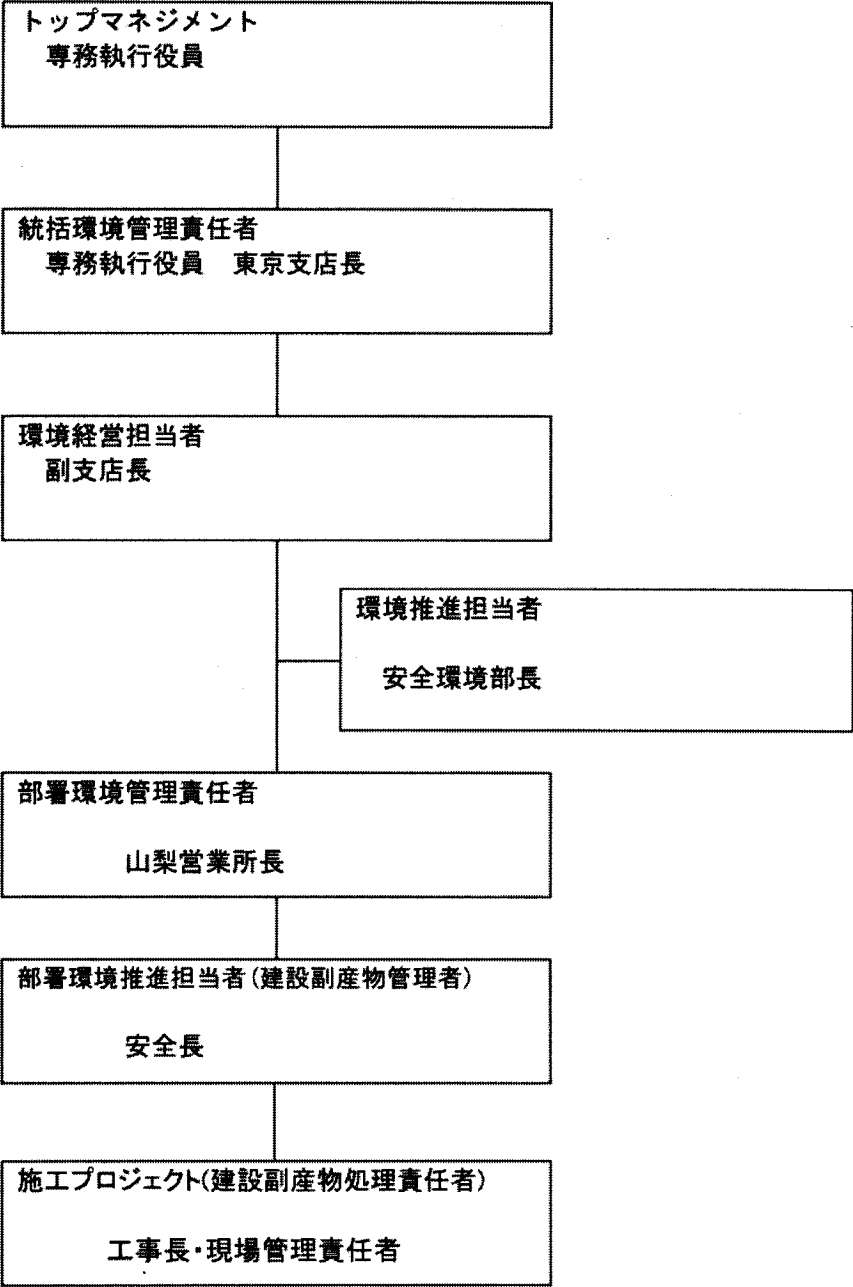 トップマネジメント
専務執行役員
統括環境管理責任者
専務執行役員　東京支店長
環境経営担当者
副支店長
環境推進担当者
安全環境部長
部署環境管理責任者
山梨営業所長
部署環境推進担当者(建設副産物管理者)
安全長
施工プロジェクト(建設副産物処理責任者)
工事長・現場管理責任者